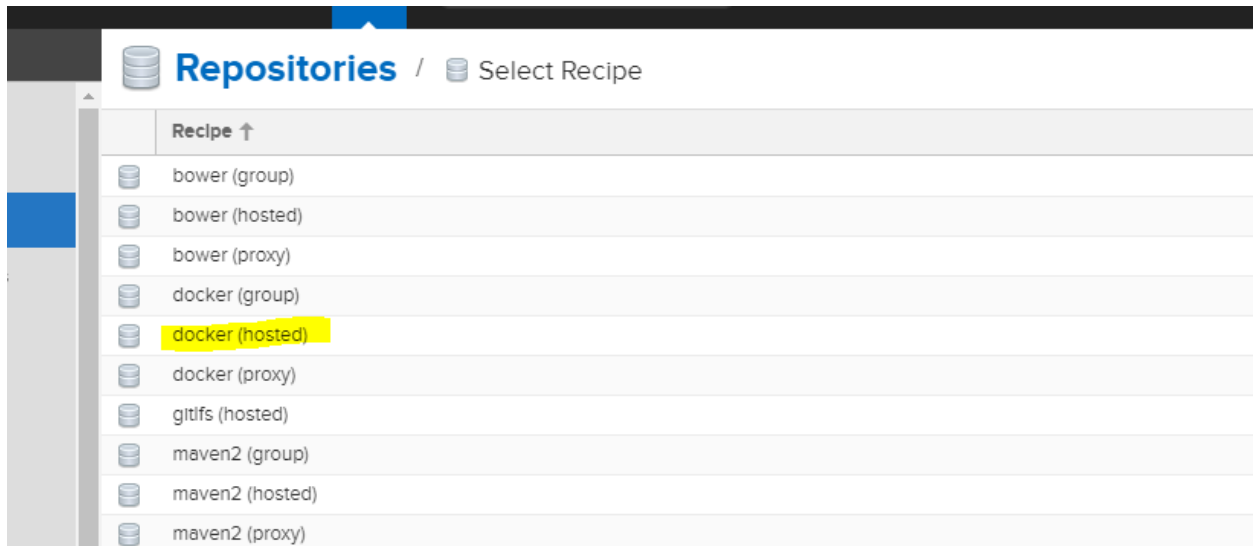 Repositories / Select Recipe
Recipe ↑
bower (group)
bower (hosted)
bower (proxy)
docker (group)
docker (hosted)
docker (proxy)
gitlfs (hosted)
maven2 (group)
maven2 (hosted)
maven2 (proxy)